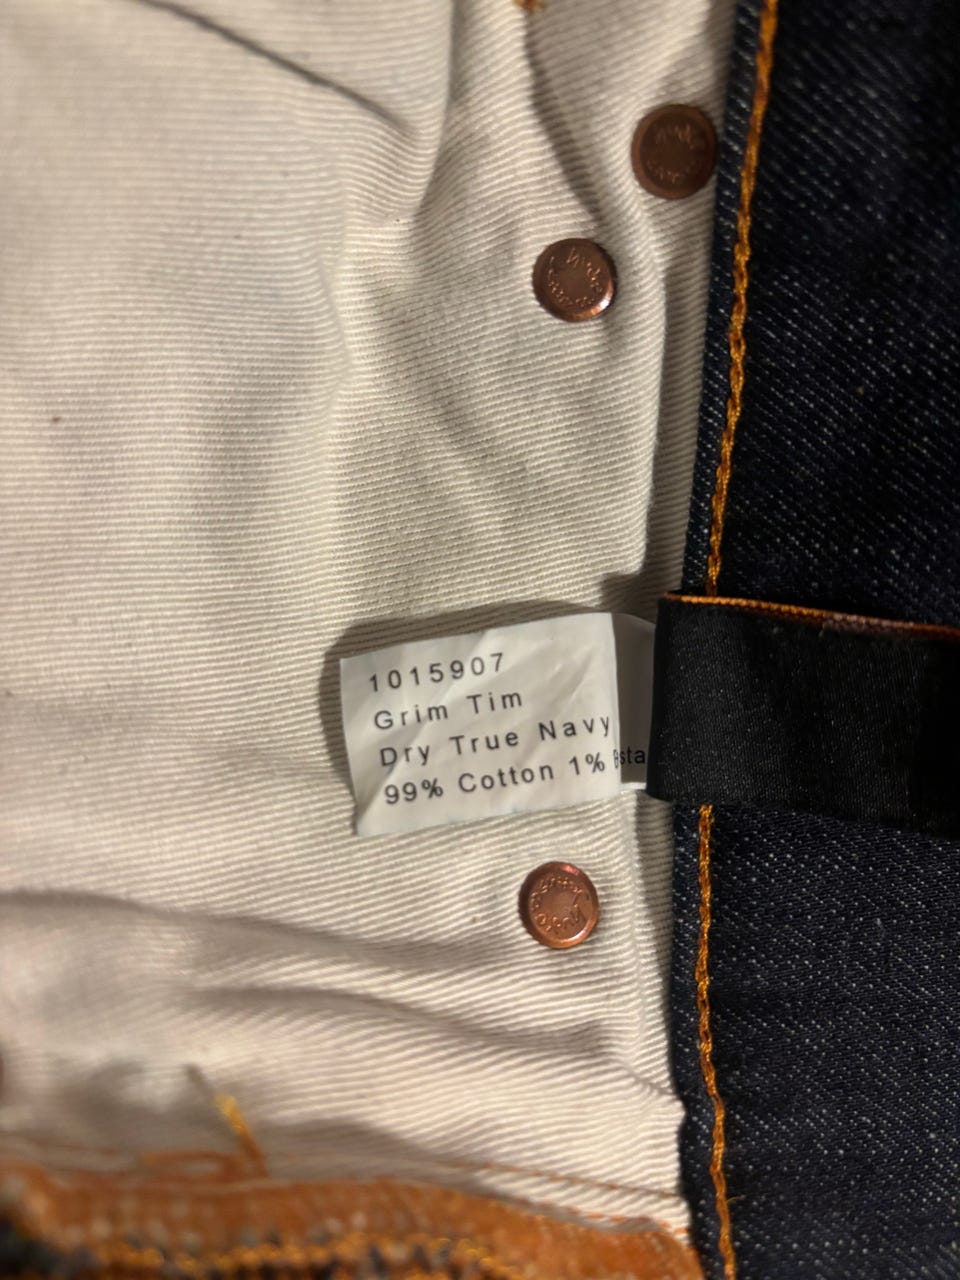 1015907
Grim Tim
Dry True Navy
99% Cotton 1%